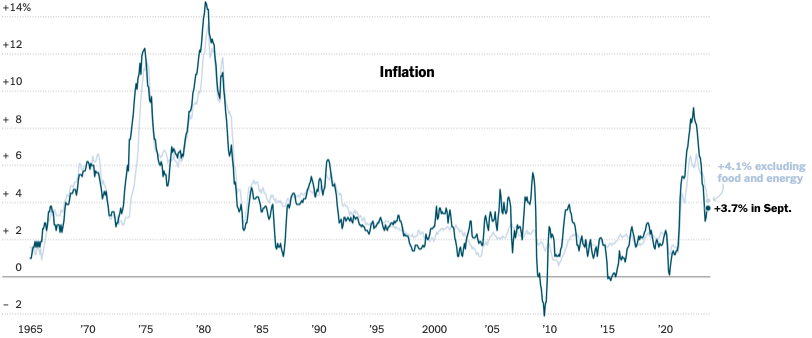 +14%
+12
Inflation
+10
+ 8
+ 6
+4.1% excluding
food and energy
+ 4
+3.7% in Sept.
+ 2
0
– 2
1965 ’70 ’75 ’80 ’85 ’90 ’95 2000 ’05 ’10 ’15 ’20